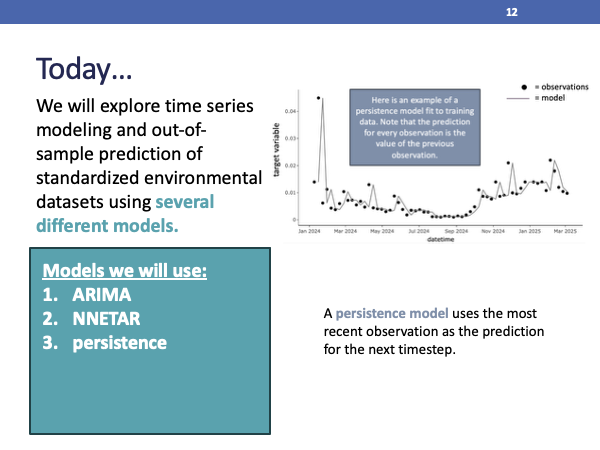 12
Today...
We will explore time series
modeling and out-of-
sample prediction of
standardized environmental
datasets using several
different models.
Models we will use:
1. ARIMA
2. NNETAR
3. persistence
Here is an example of a
persistence model fit to training
data. Note that the prediction
for every observation is the
value of the previous
observation.
= observations
= model
target variable
0.04
0.03
0.02
0.01
0
Jan 2024 Mar 2024 May 2024 Jul 2024 Sep 2024 Nov 2024 Jan 2025 Mar 2025
datetime
A persistence model uses the most
recent observation as the prediction
for the next timestep.